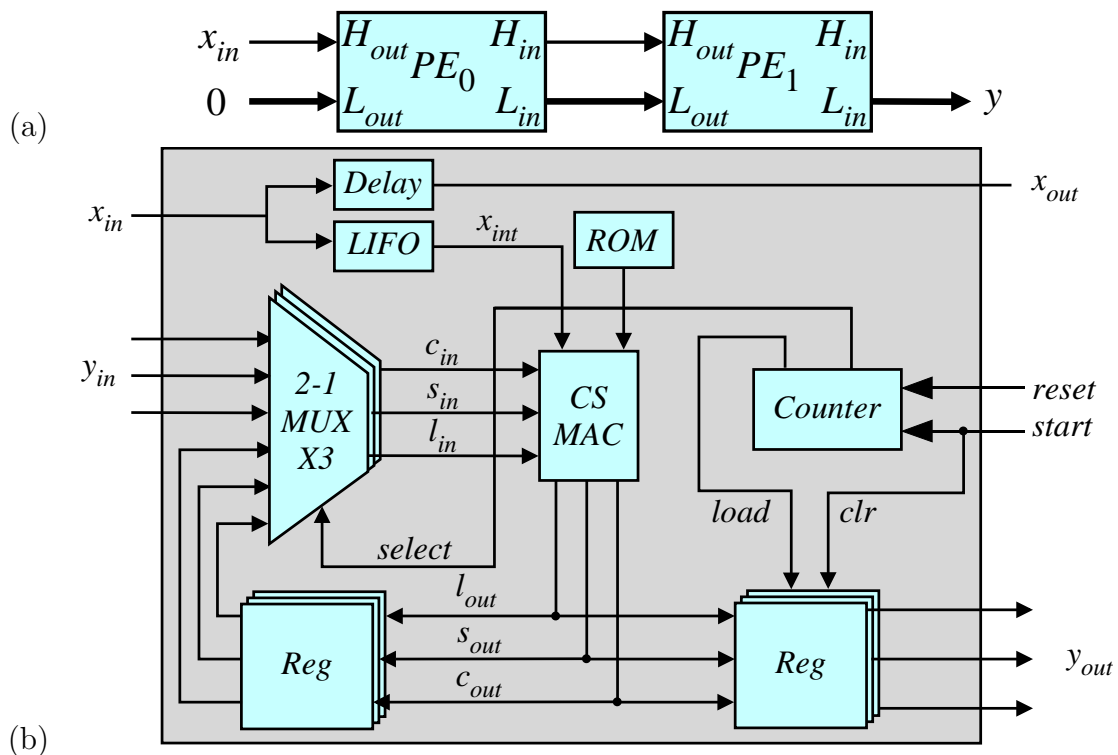 x_in H_out PE_0 H_in H_out PE_1 H_in
0 L_out L_in L_out L_in y
(a)
Delay x_out
x_in
LIFO x_int ROM
y_in
2-1
MUX
X3
c_in
s_in
l_in
CS
MAC
Counter
reset
start
load clr
select
l_out
s_out
c_out
Reg
Reg
y_out
(b)